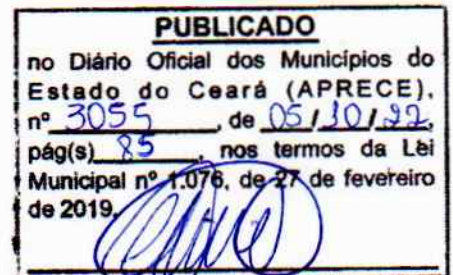 PUBLICADO
no Diário Oficial dos Municípios do
Estado do Ceará (APRECE),
nº 3055, de 05/10/22,
pág(s) 85, nos termos da Lei
Municipal nº 1.076, de 27 de fevereiro
de 2019.